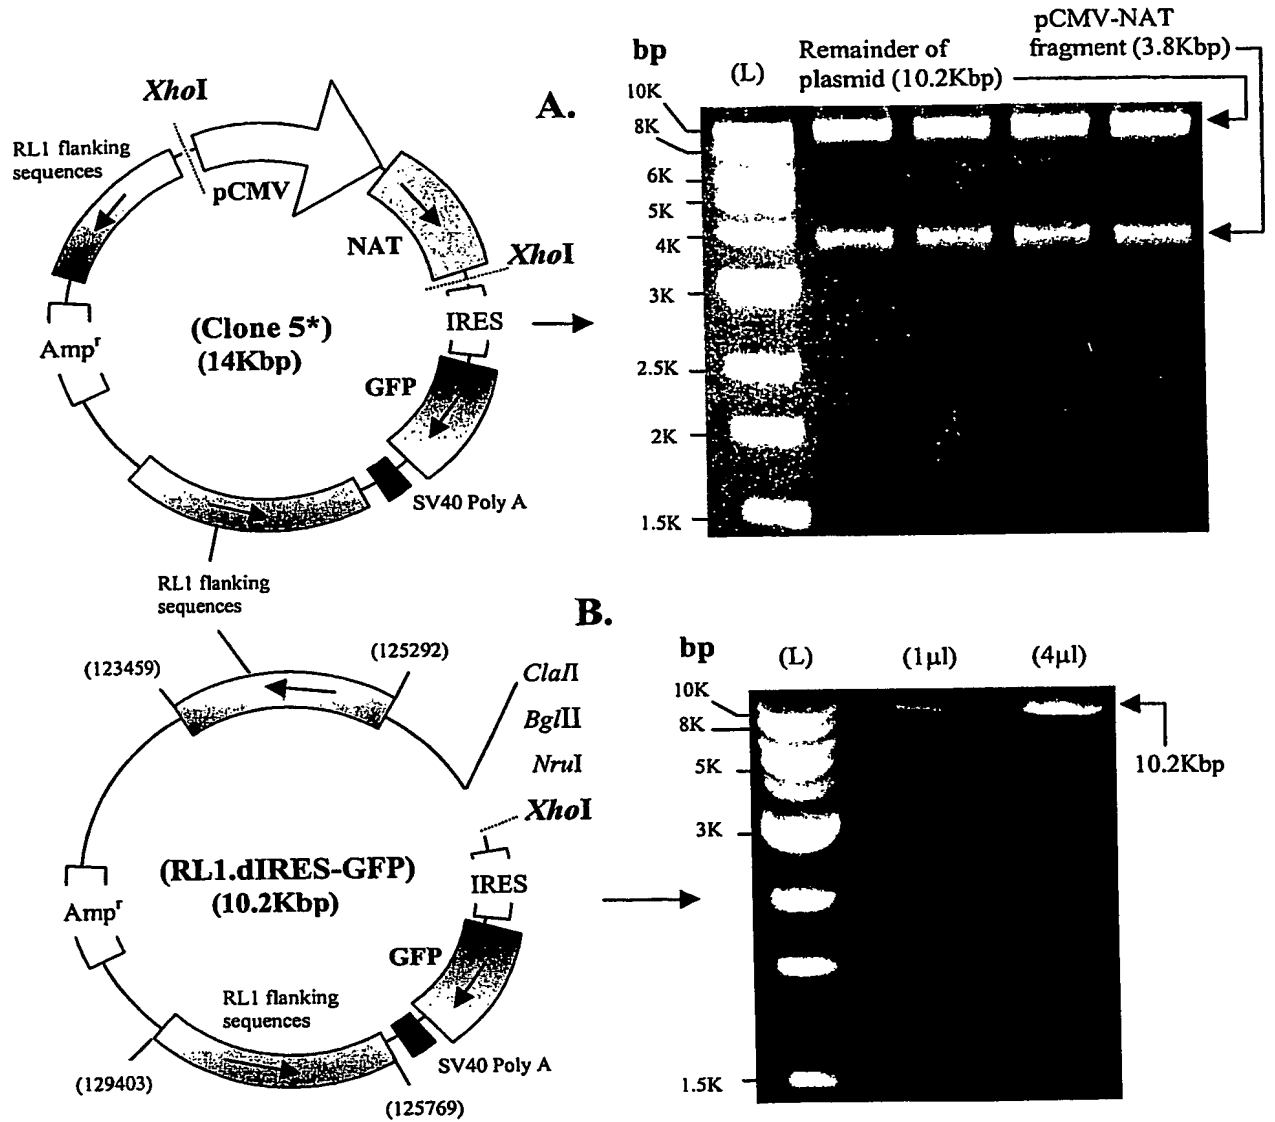 A.
XhoI
RL1 flanking
sequences
pCMV
NAT
XhoI
(Clone 5*)
(14Kbp)
IRES
Ampʳ
GFP
SV40 Poly A
RL1 flanking
sequences
bp
(L)
Remainder of
plasmid (10.2Kbp)
pCMV-NAT
fragment (3.8Kbp)
10K
8K
6K
5K
4K
3K
2.5K
2K
1.5K
B.
(123459)
(125292)
ClaI
BglII
NruI
XhoI
(RL1.dIRES-GFP)
(10.2Kbp)
IRES
Ampʳ
GFP
RL1 flanking
sequences
SV40 Poly A
(129403)
(125769)
bp
(L)
(1µl)
(4µl)
10K
8K
5K
3K
1.5K
10.2Kbp